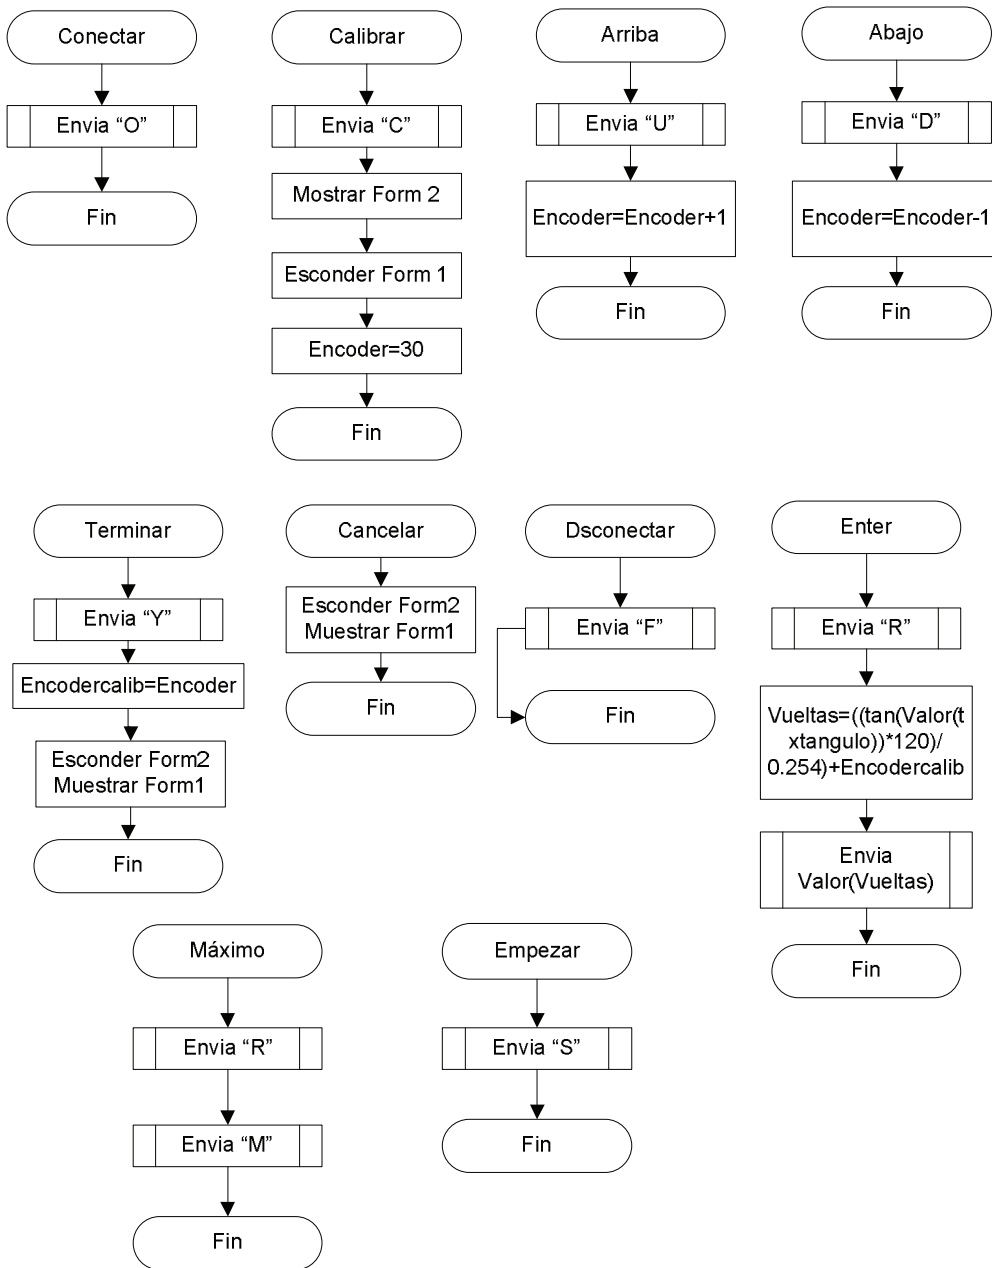 Conectar
Envia “O”
Fin
Calibrar
Envia “C”
Mostrar Form 2
Esconder Form 1
Encoder=30
Fin
Arriba
Envia “U”
Encoder=Encoder+1
Fin
Abajo
Envia “D”
Encoder=Encoder-1
Fin
Terminar
Envia “Y”
Encodercalib=Encoder
Esconder Form2
Muestrar Form1
Fin
Cancelar
Esconder Form2
Muestrar Form1
Fin
Dsconectar
Envia “F”
Fin
Enter
Envia “R”
Vueltas=((tan(Valor(t
xtangulo))*120)/
0.254)+Encodercalib
Envia
Valor(Vueltas)
Fin
Máximo
Envia “R”
Envia “M”
Fin
Empezar
Envia “S”
Fin